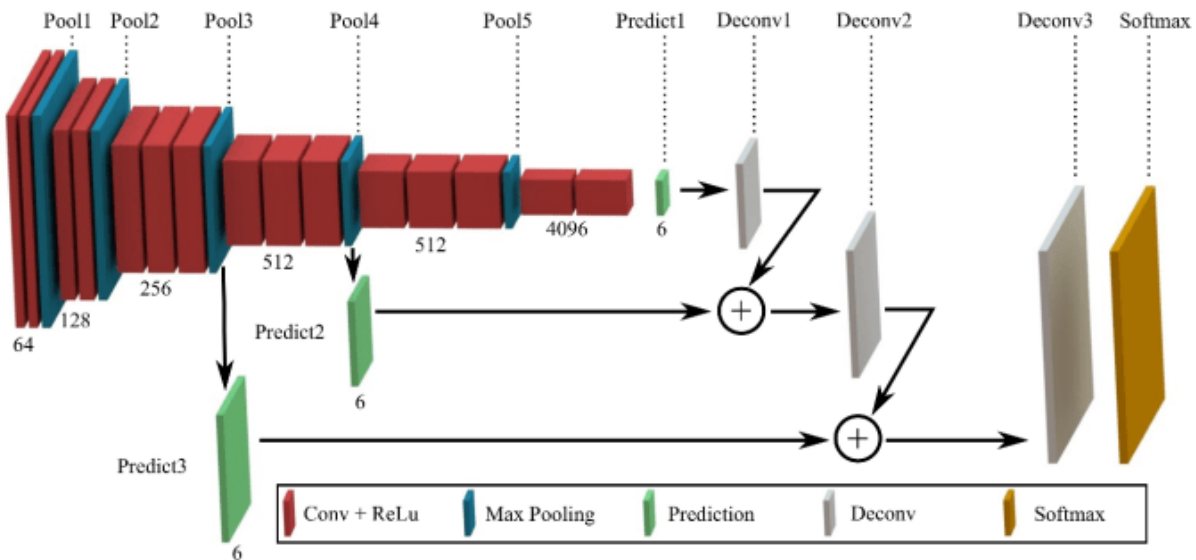 Pool1 Pool2 Pool3 Pool4 Pool5 Predict1 Deconv1 Deconv2 Deconv3 Softmax
64
128
256
512
512
4096
6
Predict2
6
Predict3
6
Conv + ReLu Max Pooling Prediction Deconv Softmax